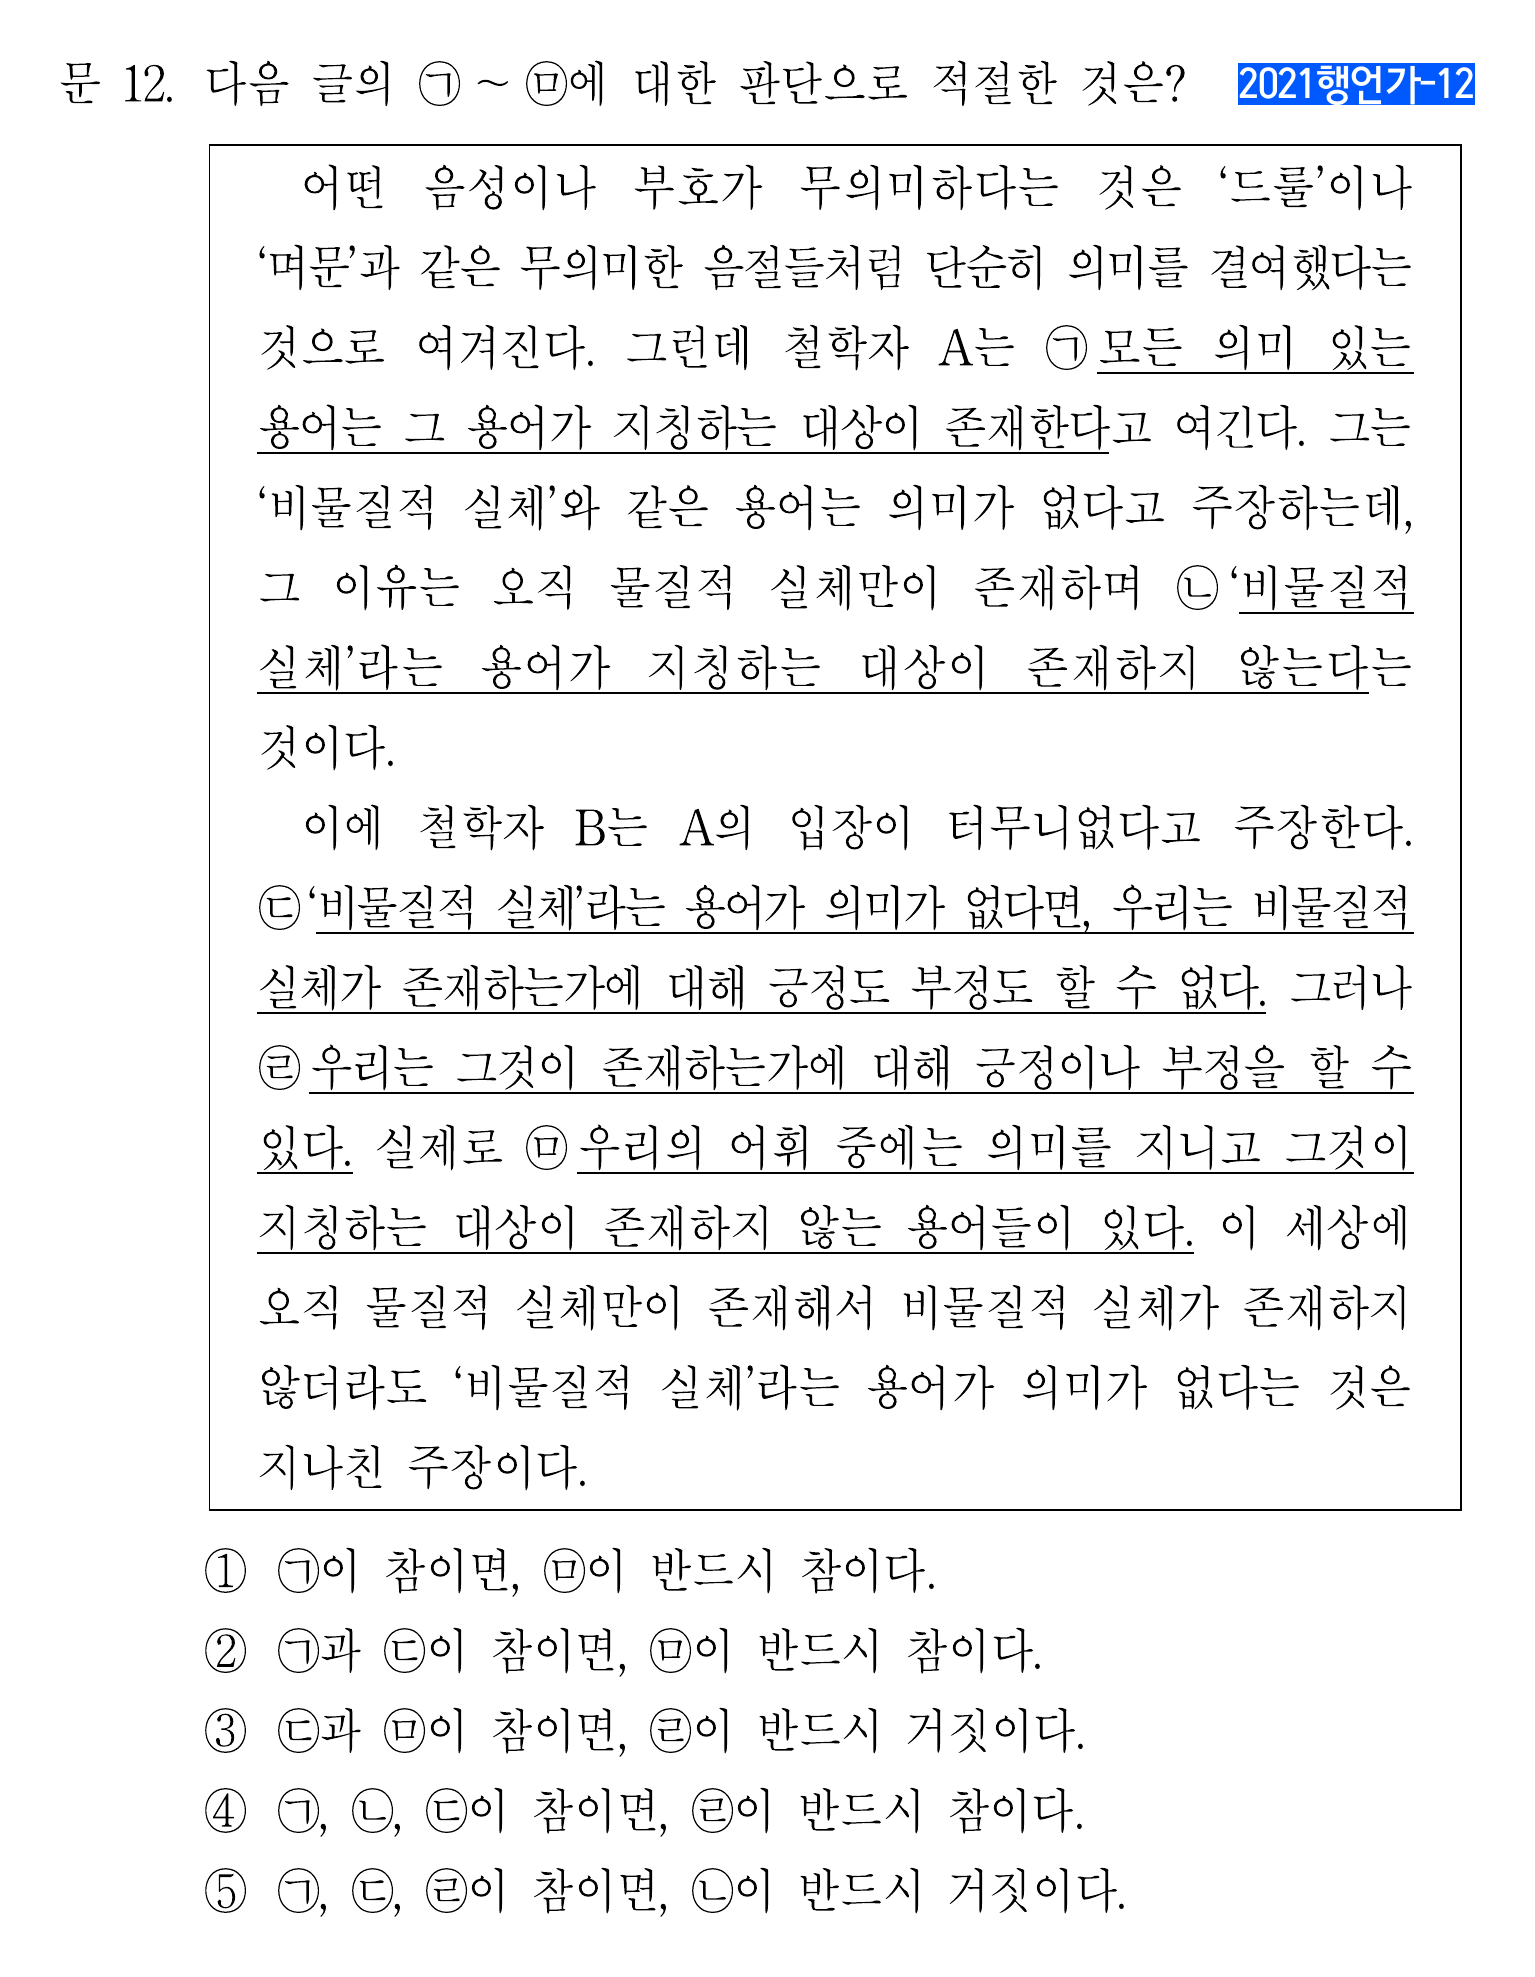 문 12. 다음 글의 ㉠ ~ ㉤에 대한 판단으로 적절한 것은? 2021행언가-12
어떤 음성이나 부호가 무의미하다는 것은 ‘드룰’이나
‘며문’과 같은 무의미한 음절들처럼 단순히 의미를 결여했다는
것으로 여겨진다. 그런데 철학자 A는 ㉠모든 의미 있는
용어는 그 용어가 지칭하는 대상이 존재한다고 여긴다. 그는
‘비물질적 실체’와 같은 용어는 의미가 없다고 주장하는데,
그 이유는 오직 물질적 실체만이 존재하며 ㉡‘비물질적
실체’라는 용어가 지칭하는 대상이 존재하지 않는다는
것이다.
이에 철학자 B는 A의 입장이 터무니없다고 주장한다.
㉢‘비물질적 실체’라는 용어가 의미가 없다면, 우리는 비물질적
실체가 존재하는가에 대해 긍정도 부정도 할 수 없다. 그러나
㉣우리는 그것이 존재하는가에 대해 긍정이나 부정을 할 수
있다. 실제로 ㉤우리의 어휘 중에는 의미를 지니고 그것이
지칭하는 대상이 존재하지 않는 용어들이 있다. 이 세상에
오직 물질적 실체만이 존재해서 비물질적 실체가 존재하지
않더라도 ‘비물질적 실체’라는 용어가 의미가 없다는 것은
지나친 주장이다.
① ㉠이 참이면, ㉤이 반드시 참이다.
② ㉠과 ㉢이 참이면, ㉤이 반드시 참이다.
③ ㉢과 ㉤이 참이면, ㉣이 반드시 거짓이다.
④ ㉠, ㉡, ㉢이 참이면, ㉣이 반드시 참이다.
⑤ ㉠, ㉢, ㉣이 참이면, ㉡이 반드시 거짓이다.